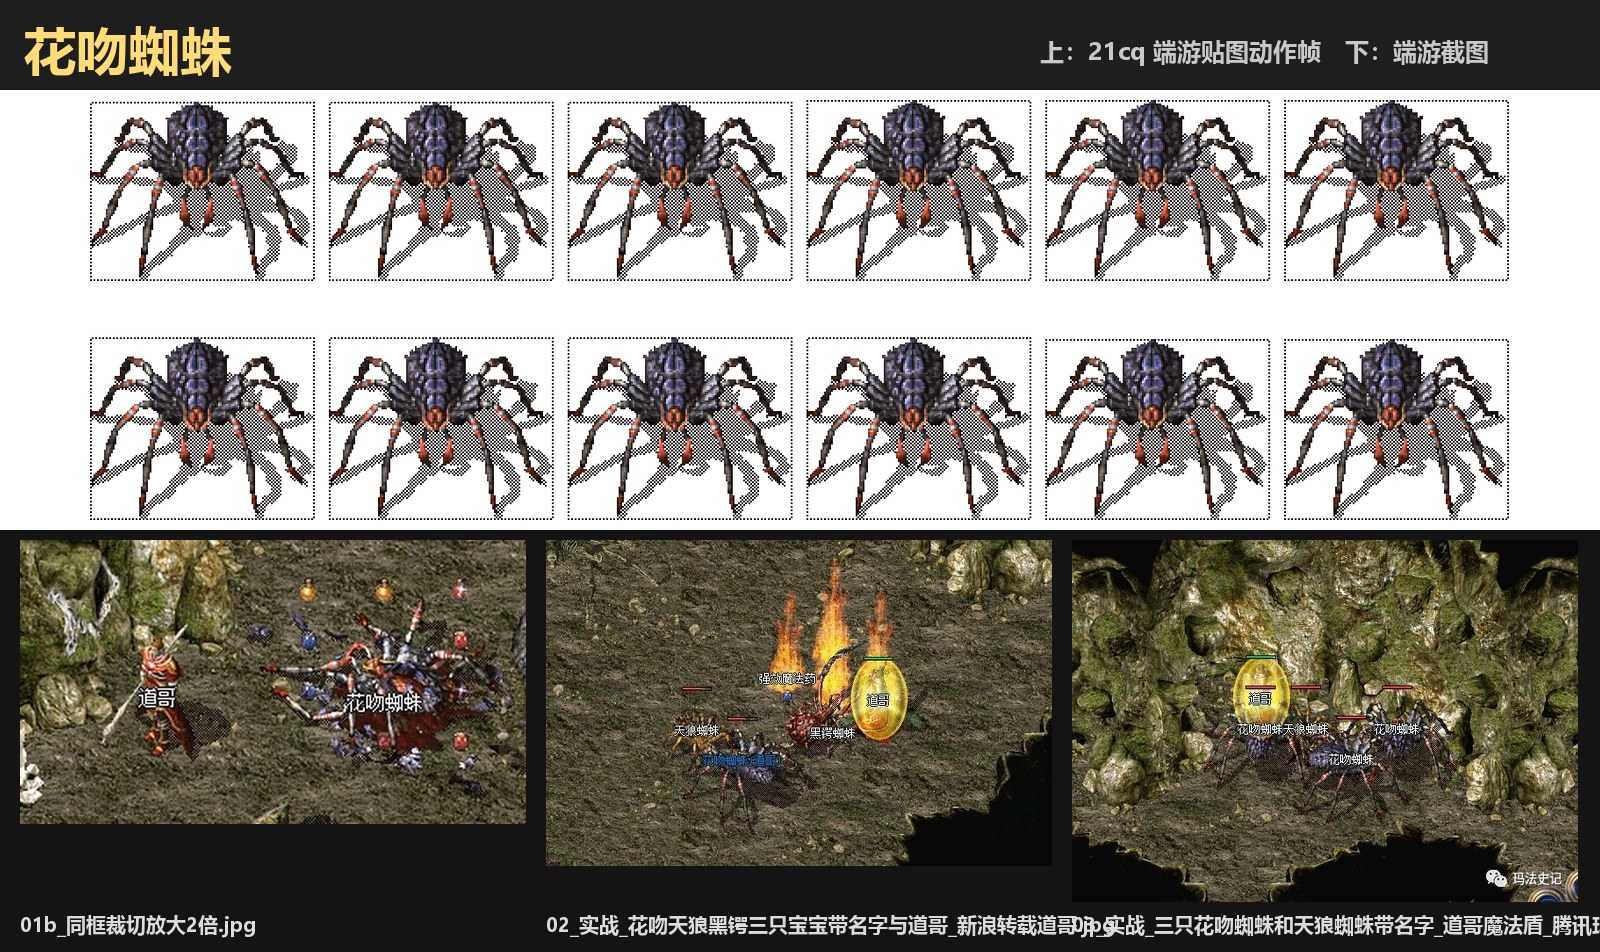 花吻蜘蛛
上：21cq 端游贴图动作帧　下：端游截图
道哥
花吻蜘蛛
强效魔法药
道哥
天狼蜘蛛
黑锷蜘蛛
花吻蜘蛛(道哥)
道哥
花吻蜘蛛天狼蜘蛛
花吻蜘蛛
花吻蜘蛛
玛法史记
01b_同框裁切放大2倍.jpg
02_实战_花吻天狼黑锷三只宝宝带名字与道哥_新浪转载道哥
实战_三只花吻蜘蛛和天狼蜘蛛带名字_道哥魔法盾_腾讯